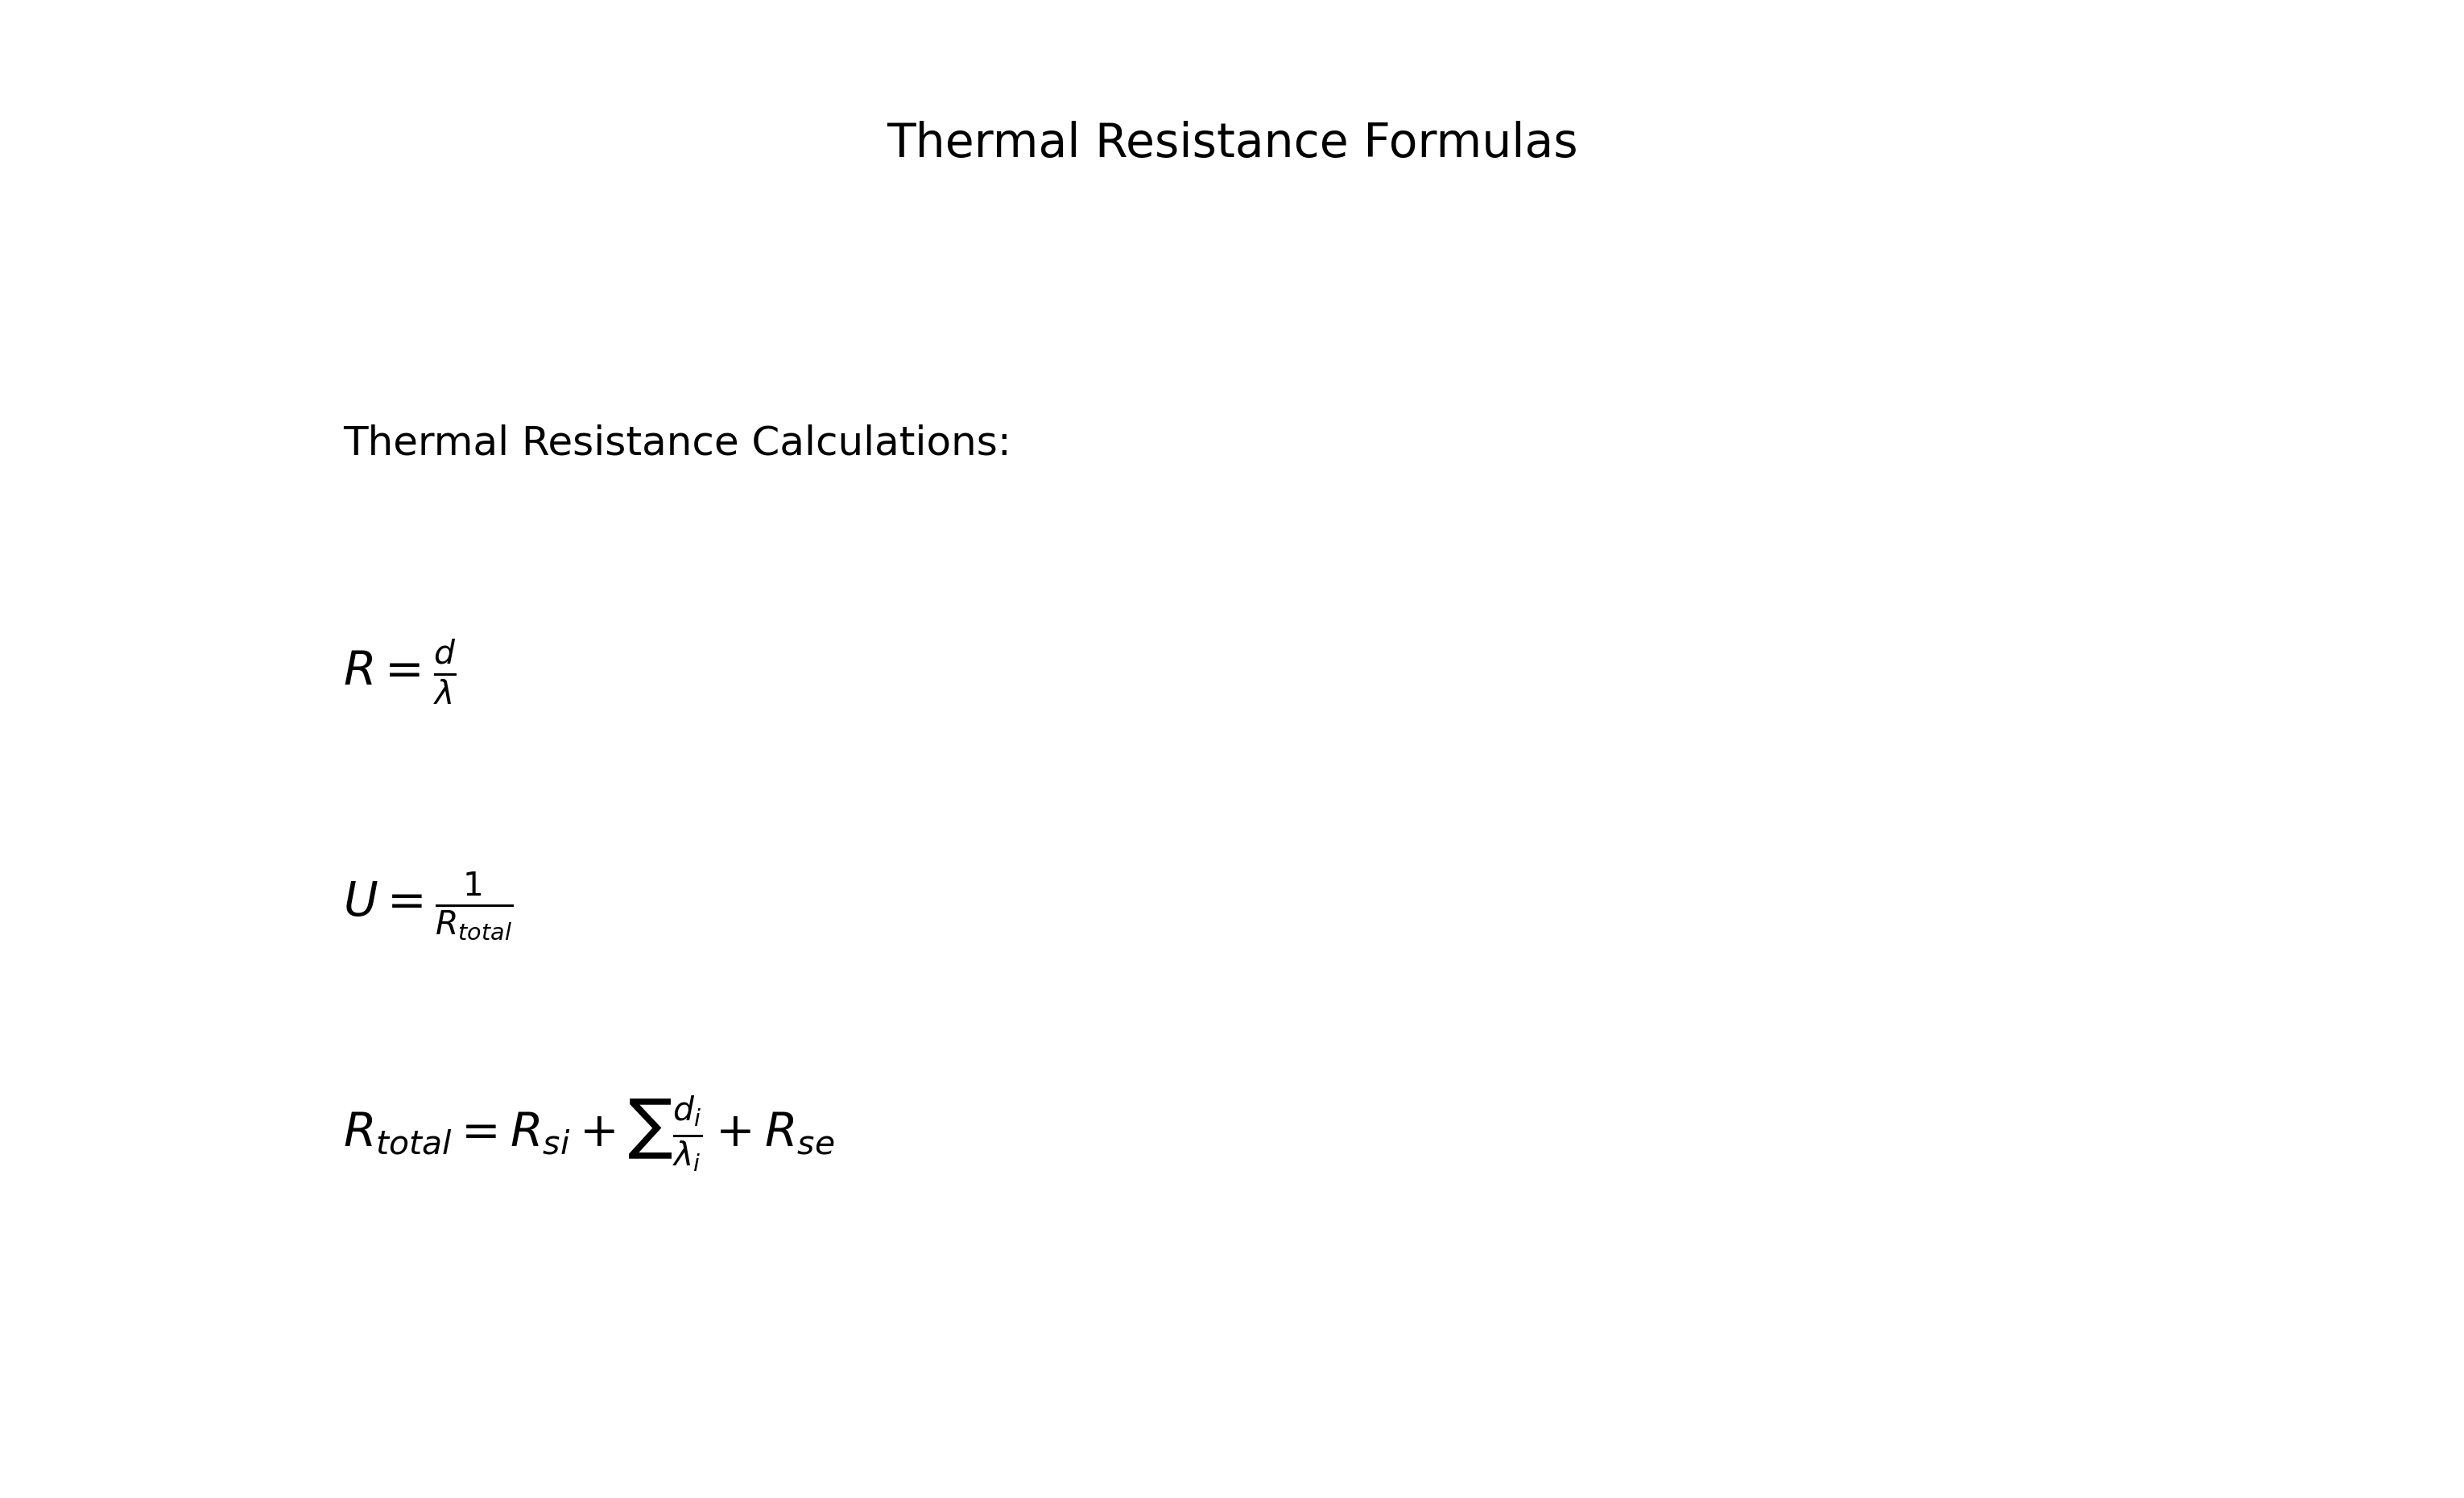 Thermal Resistance Formulas
Thermal Resistance Calculations:
$R = \frac{d}{\lambda}$
$U = \frac{1}{R_{total}}$
$R_{total} = R_{si} + \sum \frac{d_i}{\lambda_i} + R_{se}$